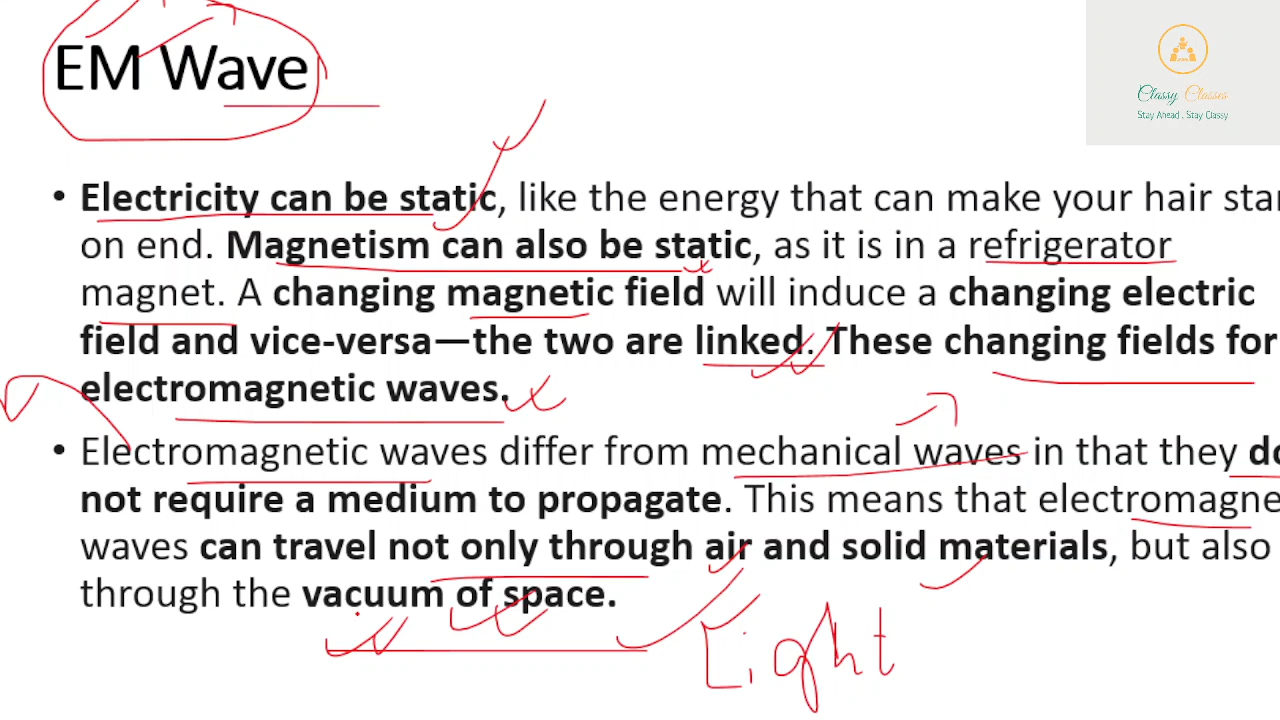 EM Wave
Classy Classes
Stay Ahead . Stay Classy
• Electricity can be static, like the energy that can make your hair star
on end. Magnetism can also be static, as it is in a refrigerator
magnet. A changing magnetic field will induce a changing electric
field and vice-versa—the two are linked. These changing fields for
electromagnetic waves.
• Electromagnetic waves differ from mechanical waves in that they do
not require a medium to propagate. This means that electromagne
waves can travel not only through air and solid materials, but also
through the vacuum of space.
Light